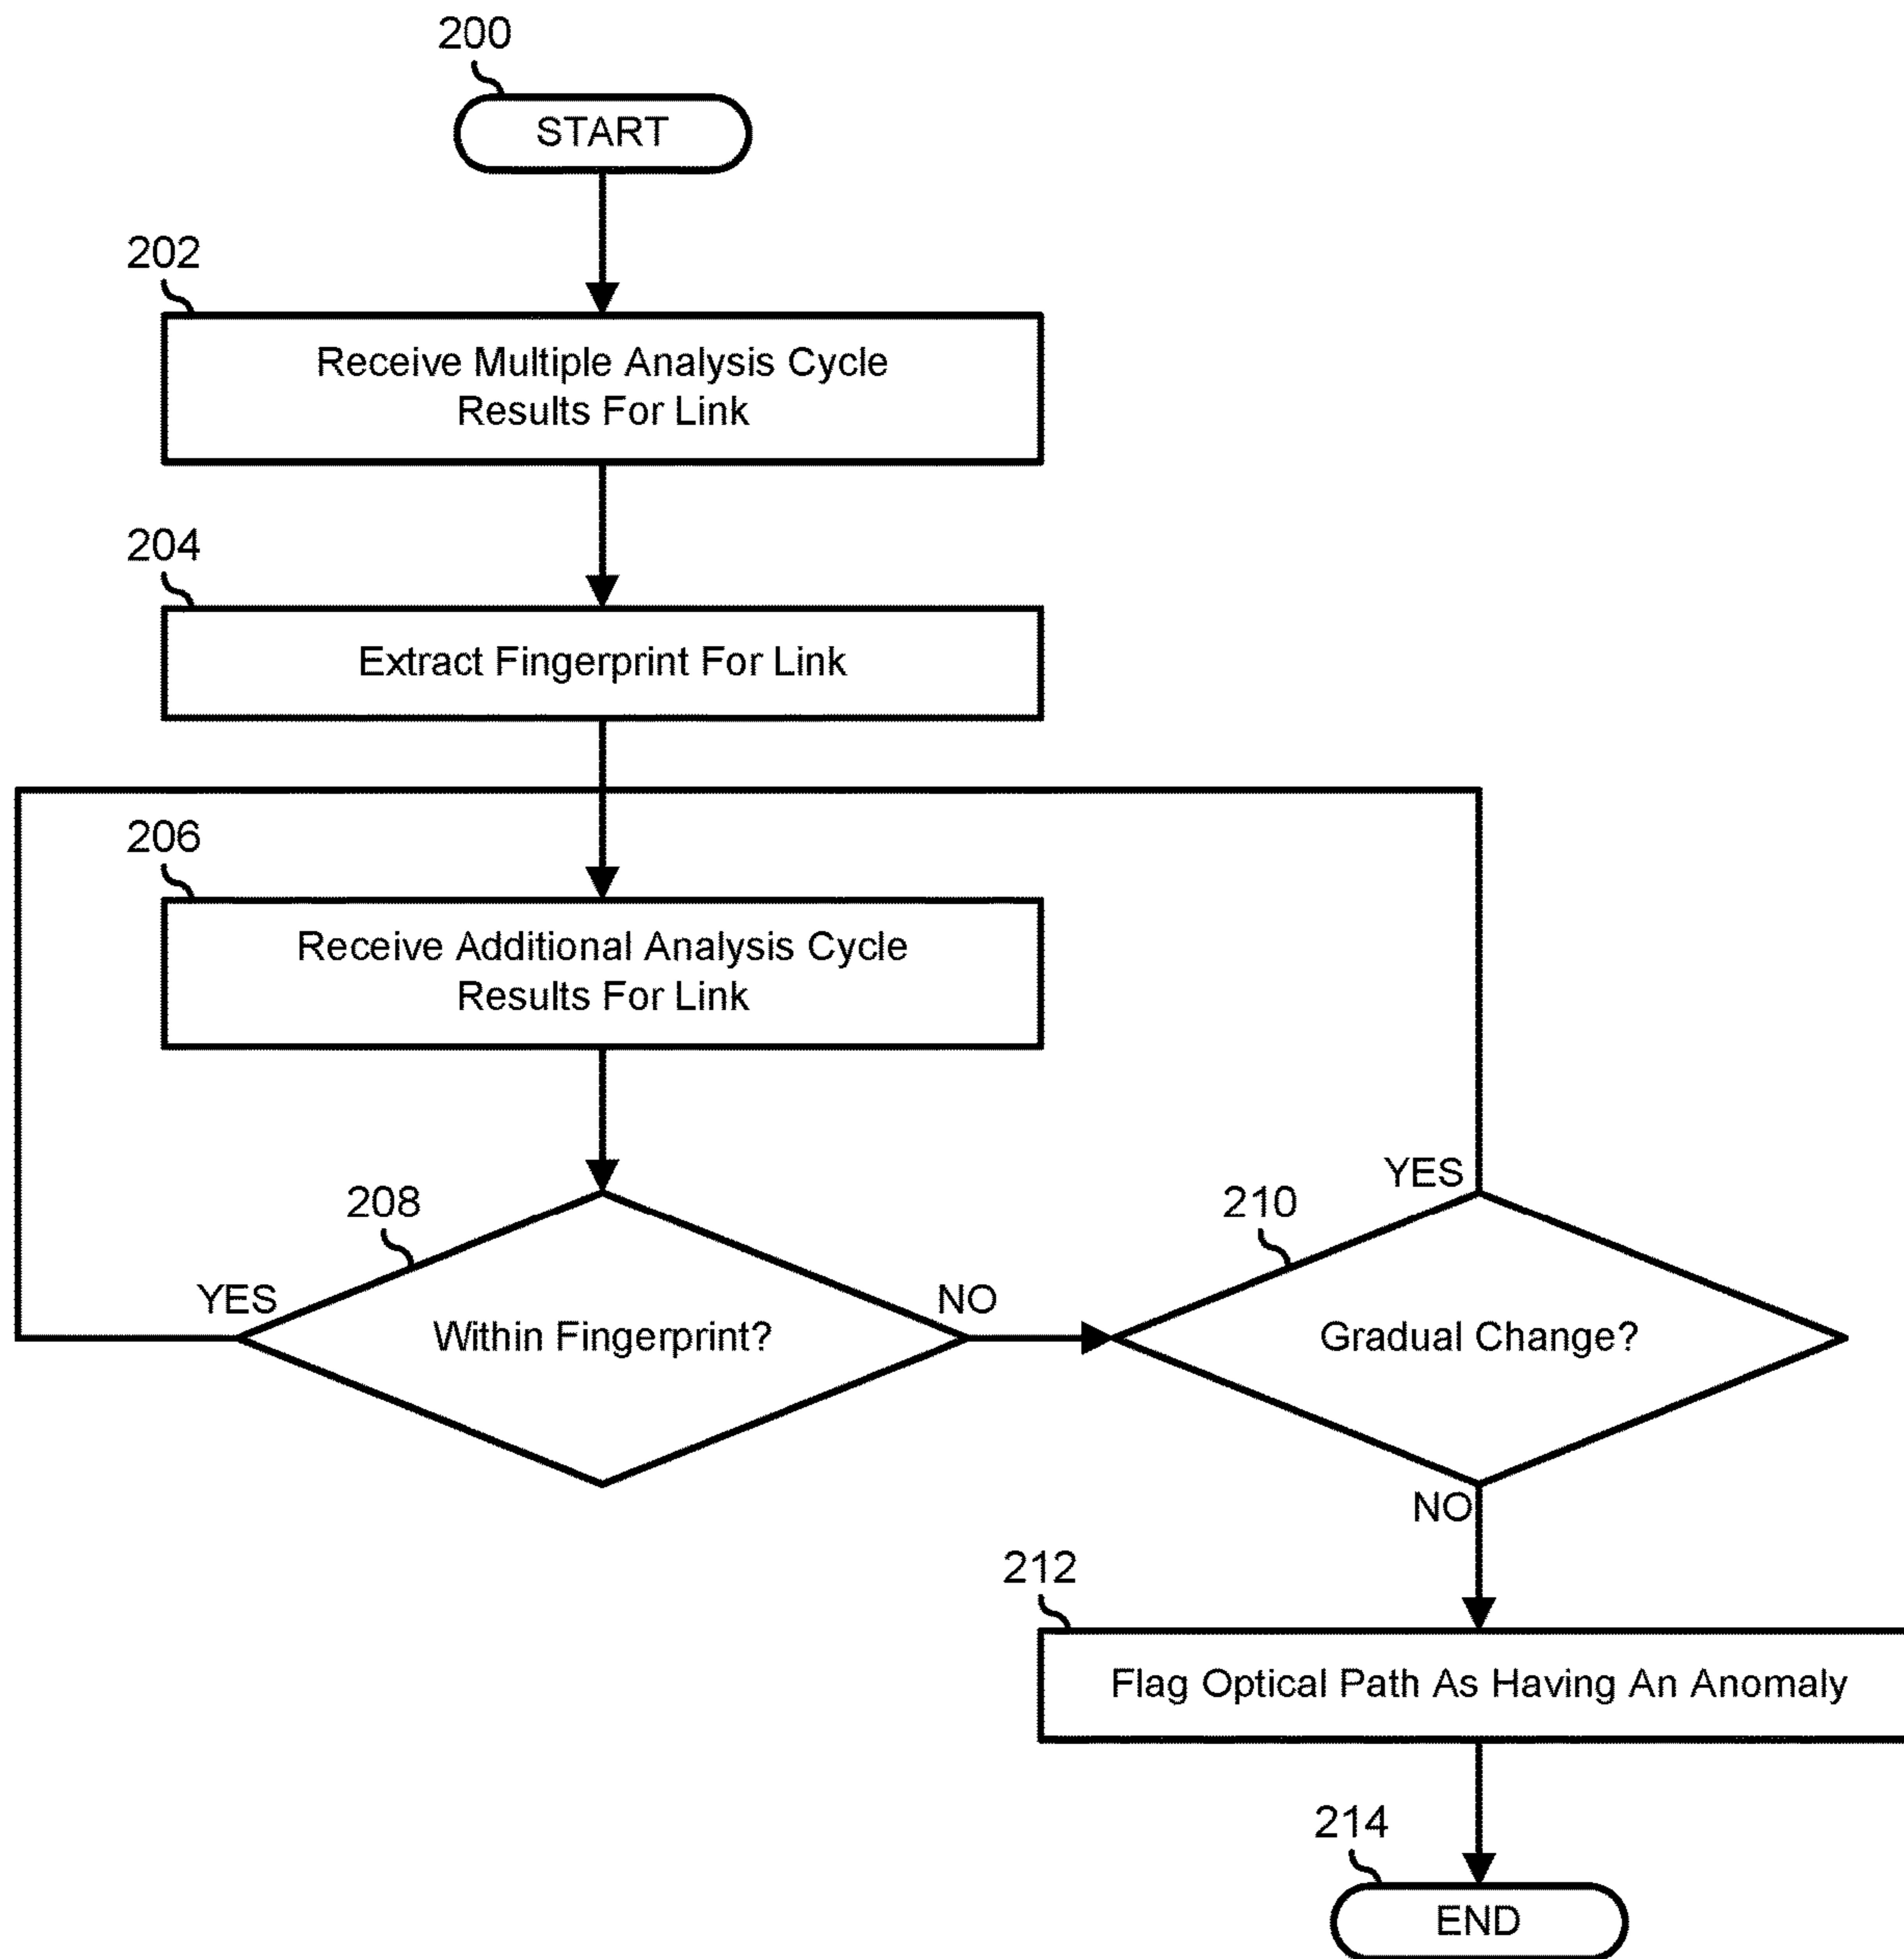 200
START
202
Receive Multiple Analysis Cycle
Results For Link
204
Extract Fingerprint For Link
206
Receive Additional Analysis Cycle
Results For Link
208
YES
Within Fingerprint?
NO
210
YES
Gradual Change?
NO
212
Flag Optical Path As Having An Anomaly
214
END